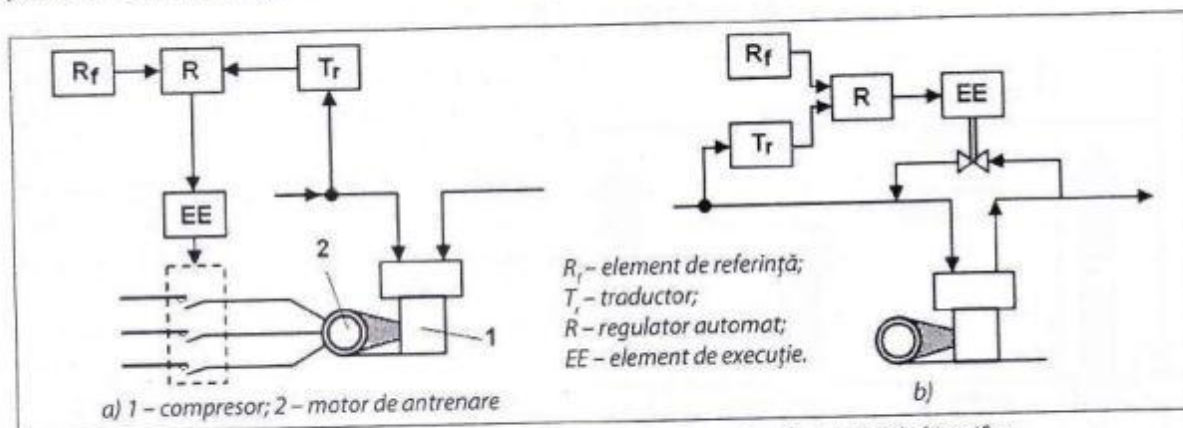 Rf
R
Tr
EE
2
1
a) 1 – compresor; 2 – motor de antrenare
Rf – element de referință;
Tr – traductor;
R – regulator automat;
EE – element de execuție.
Rf
Tr
R
EE
b)